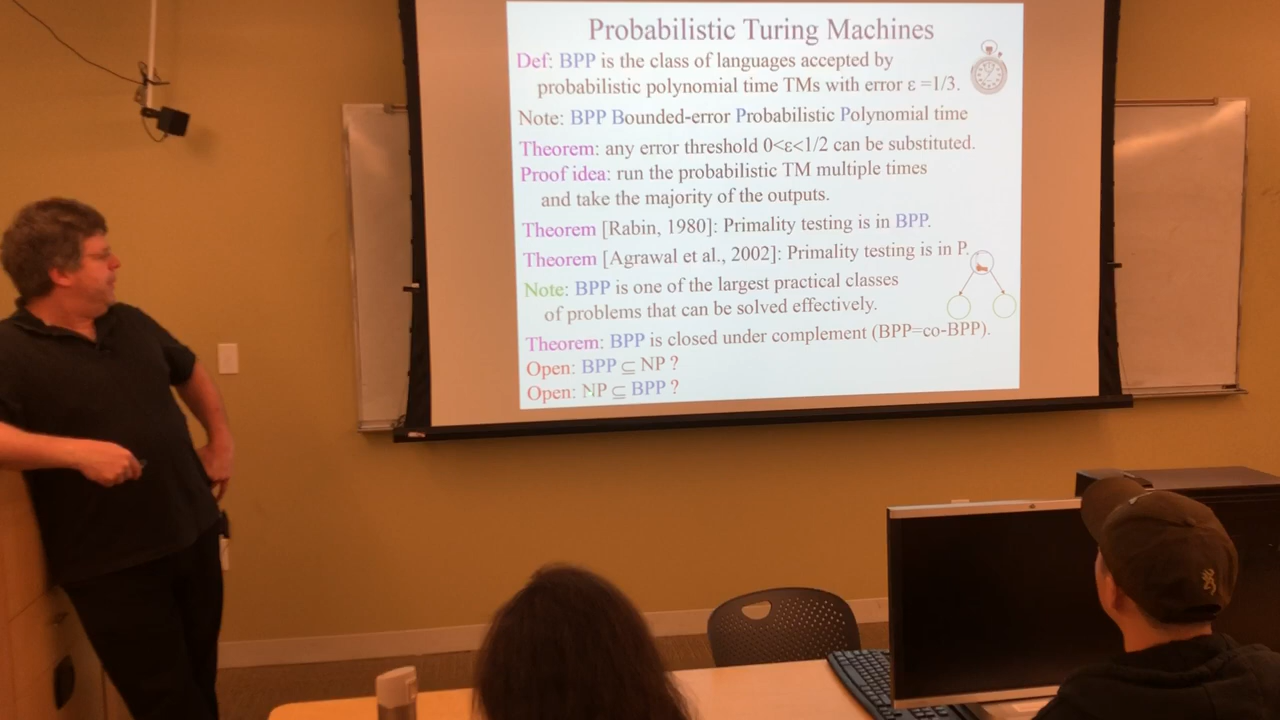 Probabilistic Turing Machines
Def: BPP is the class of languages accepted by
probabilistic polynomial time TMs with error ε =1/3.
Note: BPP Bounded-error Probabilistic Polynomial time
Theorem: any error threshold 0<ε<1/2 can be substituted.
Proof idea: run the probabilistic TM multiple times
and take the majority of the outputs.
Theorem [Rabin, 1980]: Primality testing is in BPP.
Theorem [Agrawal et al., 2002]: Primality testing is in P.
Note: BPP is one of the largest practical classes
of problems that can be solved effectively.
Theorem: BPP is closed under complement (BPP=co-BPP).
Open: BPP ⊆ NP ?
Open: NP ⊆ BPP ?